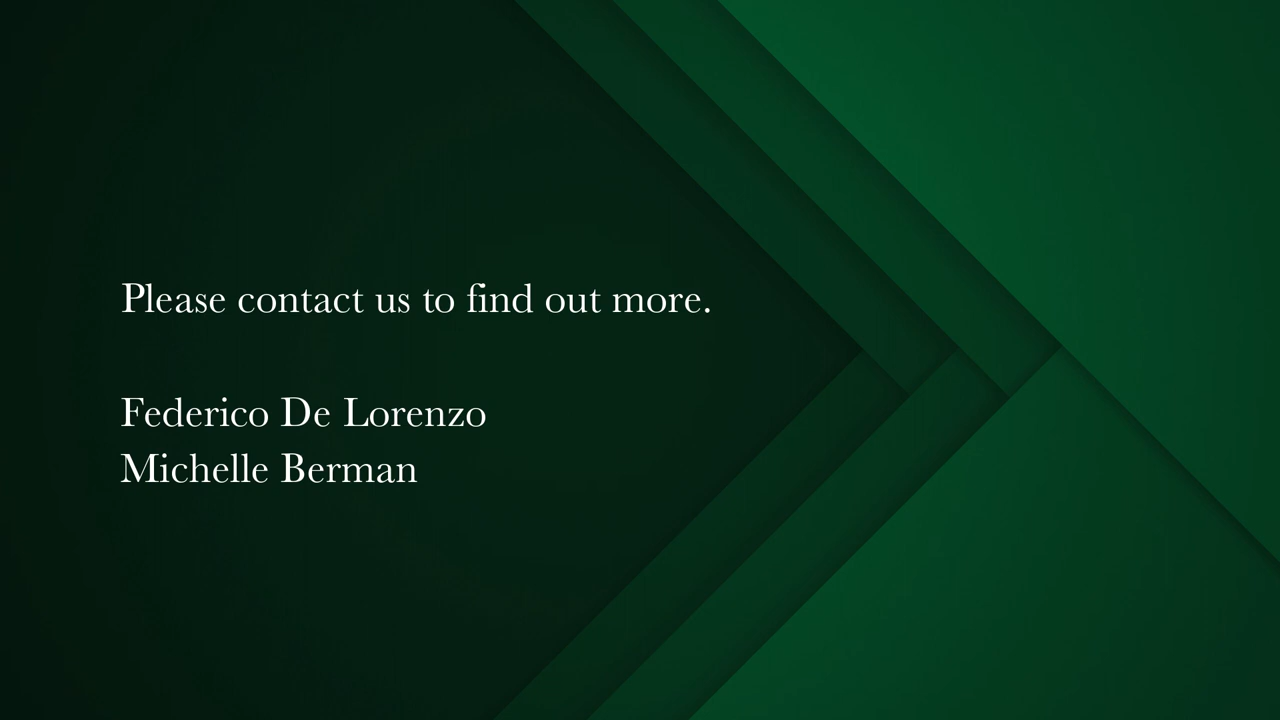 Please contact us to find out more.
Federico De Lorenzo
Michelle Berman